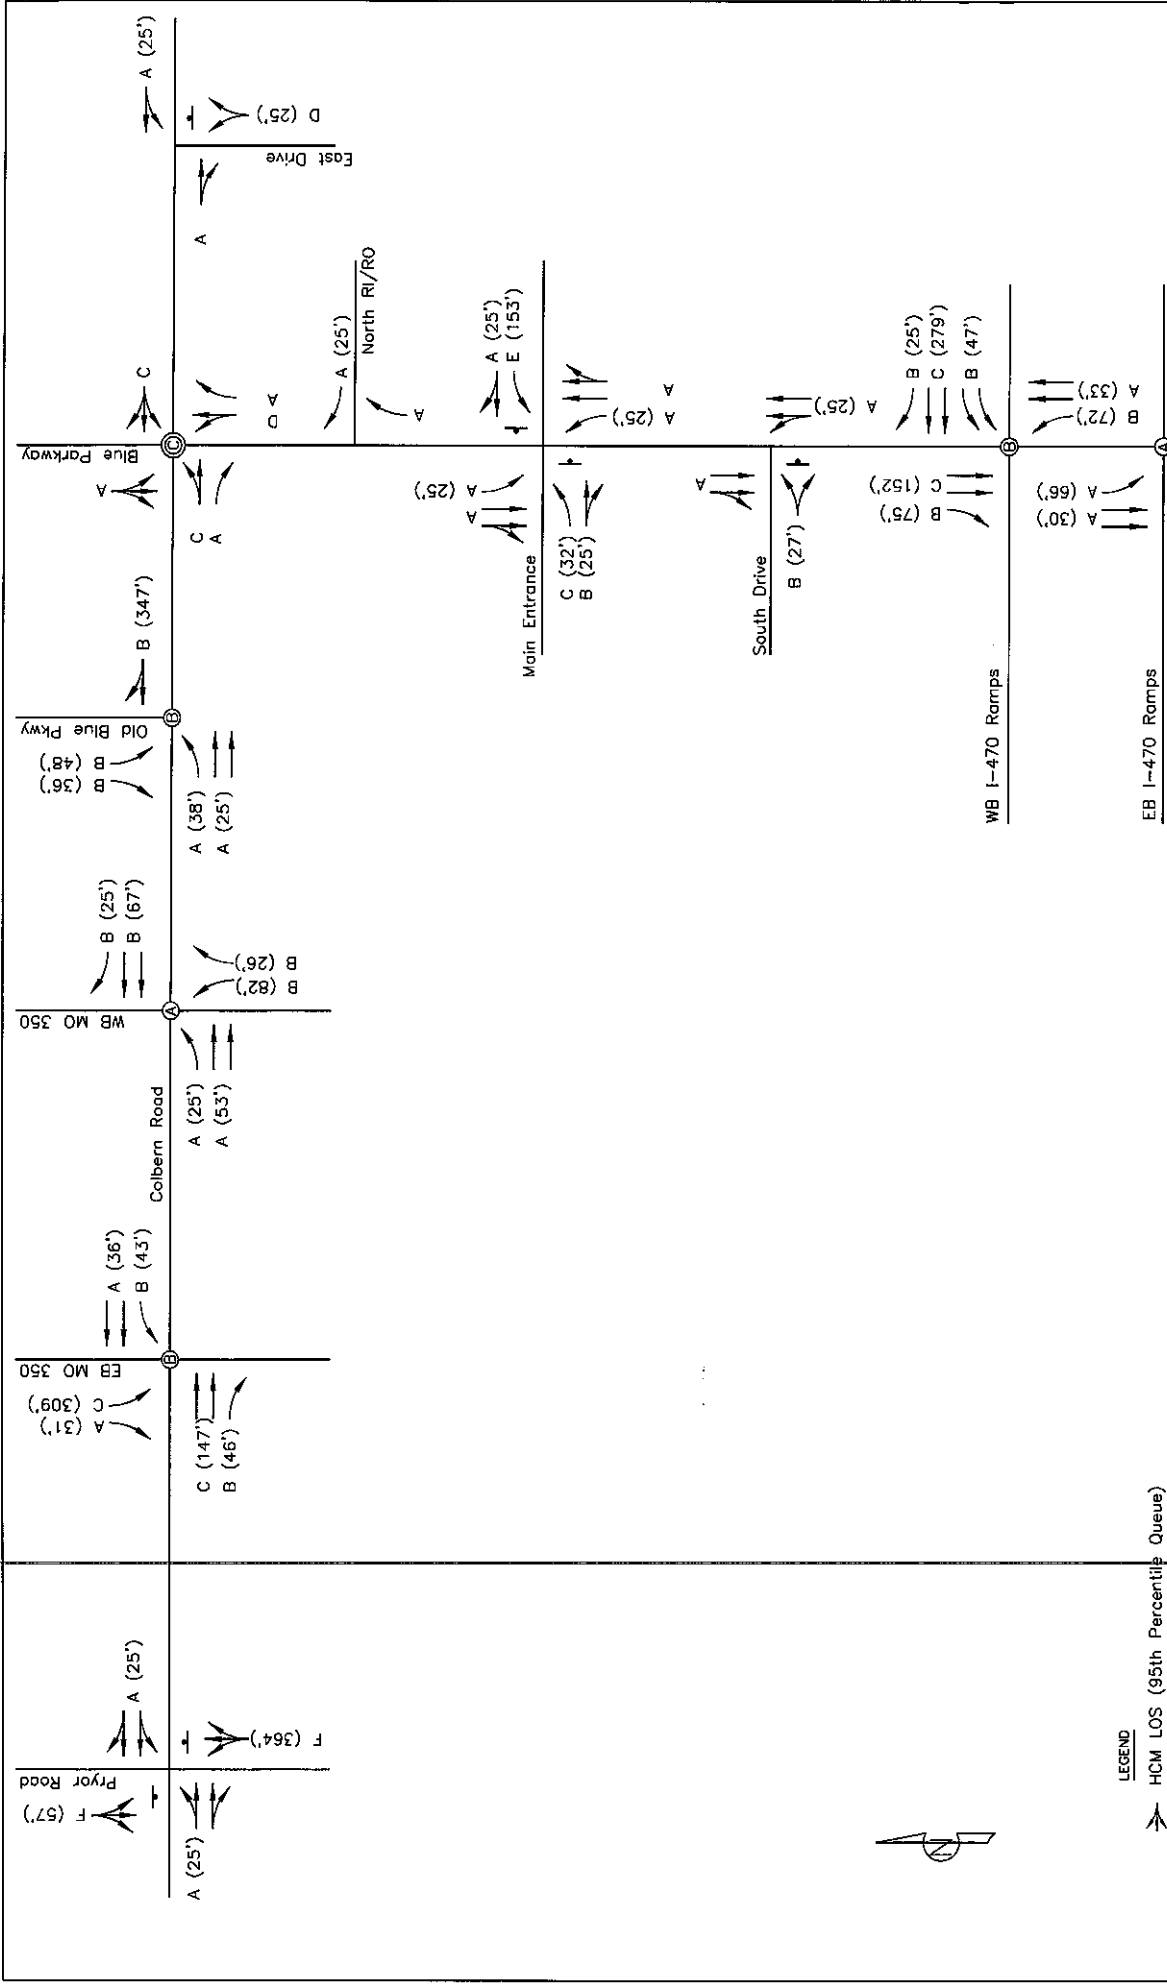 A (25')
D (25')
East Drive
A
C
Blue Parkway
A
C
C
A
D
A
A (25')
North RI/RO
A
A (25')
E (153')
A (25')
A
Main Entrance
C (32')
B (25')
A
A (25')
A
South Drive
B (27')
A (25')
B (25')
C (279')
B (47')
B (75')
C (152')
WB I-470 Ramps
B
B (72')
A (33')
A (30')
A (66')
EB I-470 Ramps
A
B (347')
Old Blue Pkwy
B (36')
B (48')
B
A (38')
A (25')
B (25')
B (67')
WB MO 350
A
B (82')
B (26')
A (25')
A (53')
Colbern Road
A (36')
B (43')
EB MO 350
A (31')
C (309')
B
C (147')
B (46')
A (25')
Pryor Road
F (57')
F (364')
A (25')
N
LEGEND
HCM LOS (95th Percentile Queue)